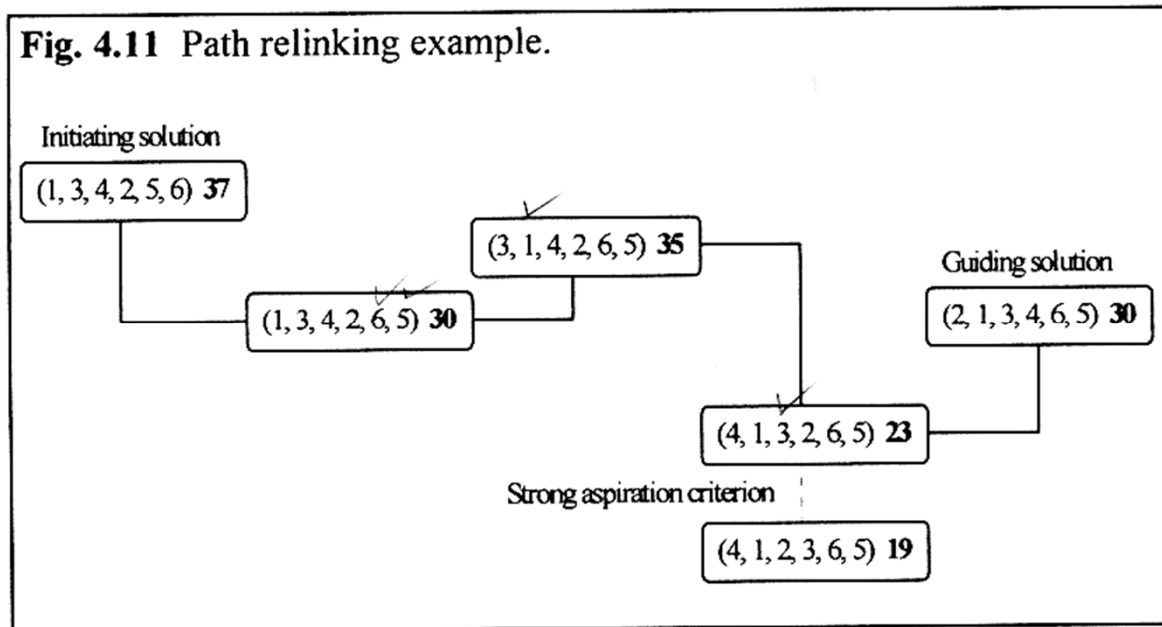 Fig. 4.11 Path relinking example.
Initiating solution
(1, 3, 4, 2, 5, 6) 37
(3, 1, 4, 2, 6, 5) 35
Guiding solution
(1, 3, 4, 2, 6, 5) 30
(2, 1, 3, 4, 6, 5) 30
(4, 1, 3, 2, 6, 5) 23
Strong aspiration criterion
(4, 1, 2, 3, 6, 5) 19